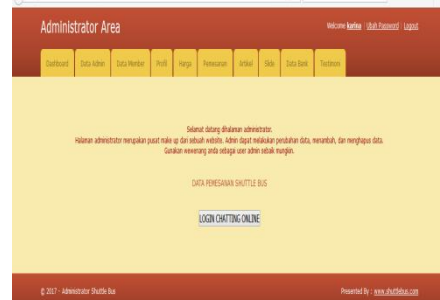 Administrator Area
Welcome karina | Ubah Password | Logout
Dashboard Data Admin Data Member Profil Harga Pemesanan Artikel Slide Data Bank Testimoni
Selamat datang dihalaman administrator.
Halaman administrator merupakan pusat make up dari sebuah website. Admin dapat melakukan perubahan data, menambah, dan menghapus data.
Gunakan wewenang anda sebagai user admin sebaik mungkin.
DATA PEMESANAN SHUTTLE BUS
LOGIN CHATTING ONLINE
© 2017 - Administrator Shuttle Bus
Presented By : www.shuttlebus.com